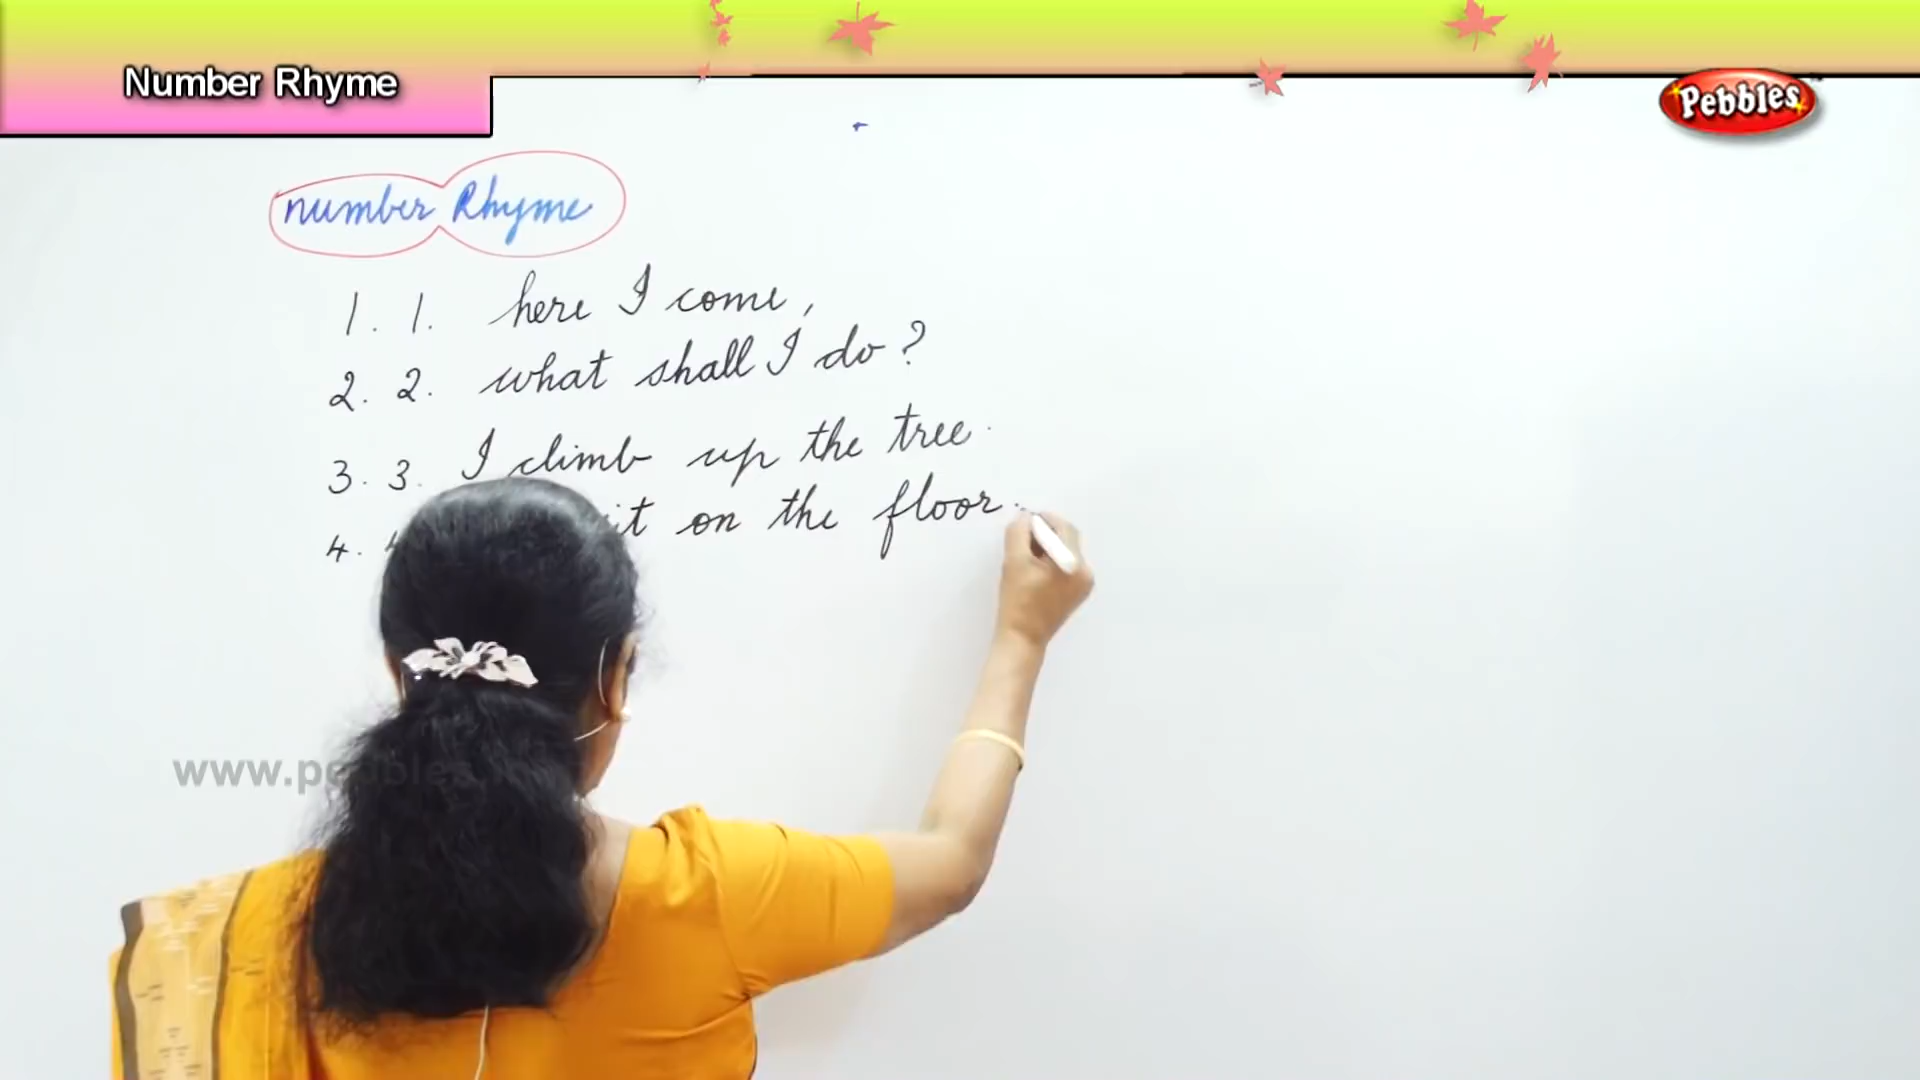 Number Rhyme
Pebbles
number Rhyme
1. 1. here I come,
2. 2. what shall I do?
3. 3. I climb up the tree.
4. 4 on the floor.